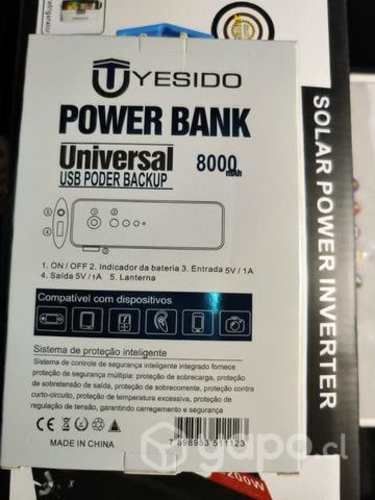 YESIDO
POWER BANK
Universal 8000 mAh
USB PODER BACKUP
1. ON / OFF 2. Indicador da bateria 3. Entrada 5V / 1A
4. Saída 5V / 1A 5. Lanterna
Compatível com dispositivos
Sistema de proteção inteligente
Sistema de controle de segurança inteligente integrado fornece
proteção de segurança múltipla: proteção de sobrecarga, proteção
de sobretensão de saída, proteção de sobrecorrente, proteção contra
curto-circuito, proteção de temperatura excessiva, proteção de
regulação de tensão, garantindo carregamento e segurança
MADE IN CHINA
SOLAR POWER INVERTER
200W
yapo.cl